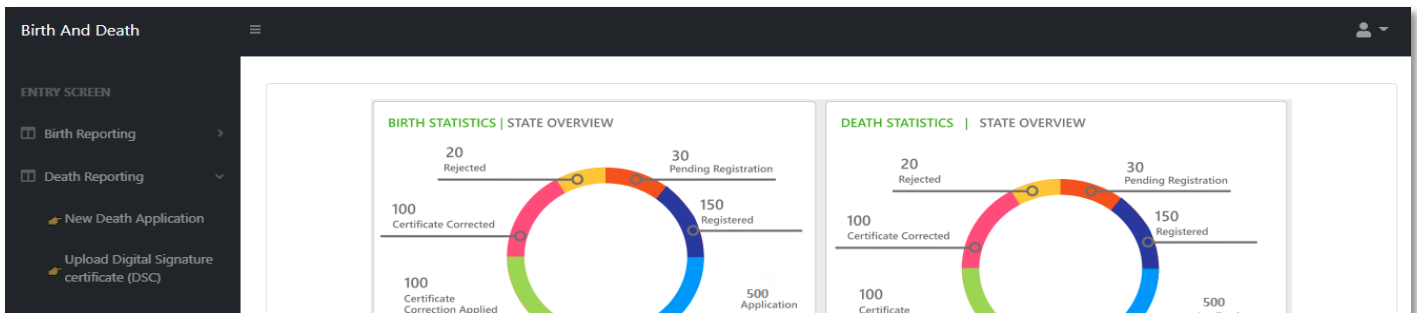 Birth And Death
ENTRY SCREEN
Birth Reporting
Death Reporting
New Death Application
Upload Digital Signature
certificate (DSC)
BIRTH STATISTICS | STATE OVERVIEW
20
Rejected
30
Pending Registration
100
Certificate Corrected
150
Registered
100
Certificate
Correction Applied
500
Application
DEATH STATISTICS | STATE OVERVIEW
20
Rejected
30
Pending Registration
100
Certificate Corrected
150
Registered
100
Certificate
500